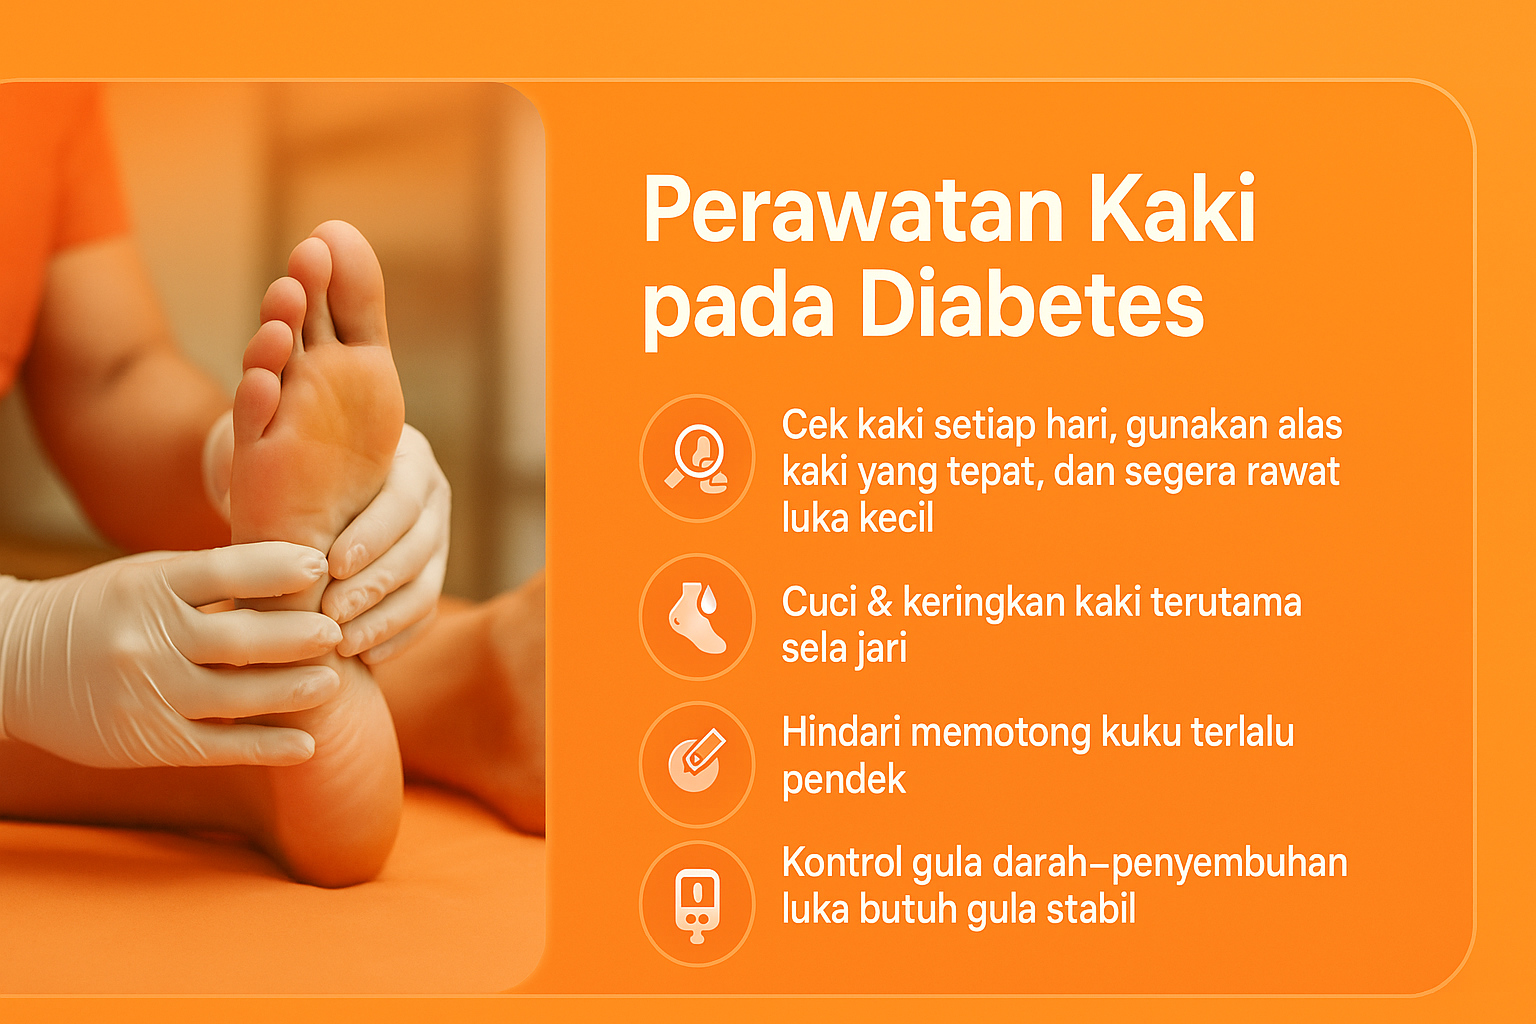 Perawatan Kaki
pada Diabetes
Cek kaki setiap hari, gunakan alas
kaki yang tepat, dan segera rawat
luka kecil
Cuci & keringkan kaki terutama
sela jari
Hindari memotong kuku terlalu
pendek
Kontrol gula darah–penyembuhan
luka butuh gula stabil